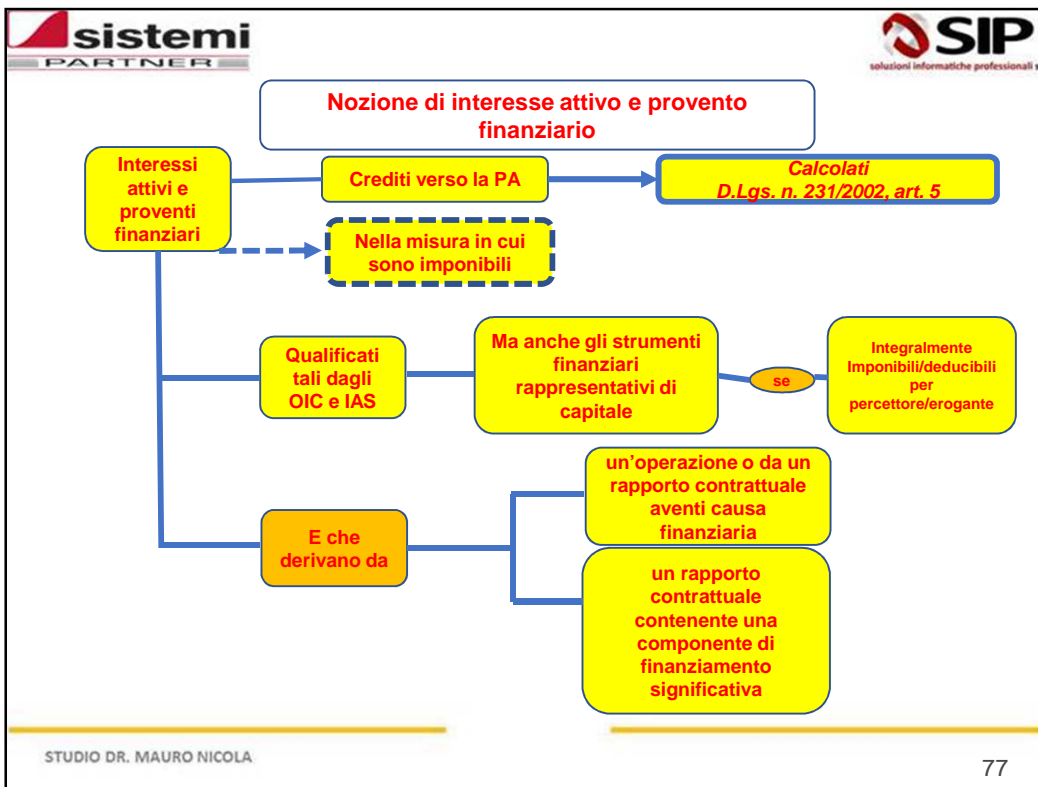 sistemi
PARTNER
SIP
soluzioni informatiche professionali s
Nozione di interesse attivo e provento
finanziario
Interessi
attivi e
proventi
finanziari
Crediti verso la PA
Calcolati
D.Lgs. n. 231/2002, art. 5
Nella misura in cui
sono imponibili
Qualificati
tali dagli
OIC e IAS
Ma anche gli strumenti
finanziari
rappresentativi di
capitale
se
Integralmente
Imponibili/deducibili
per
percettore/erogante
E che
derivano da
un’operazione o da un
rapporto contrattuale
aventi causa
finanziaria
un rapporto
contrattuale
contenente una
componente di
finanziamento
significativa
STUDIO DR. MAURO NICOLA
77